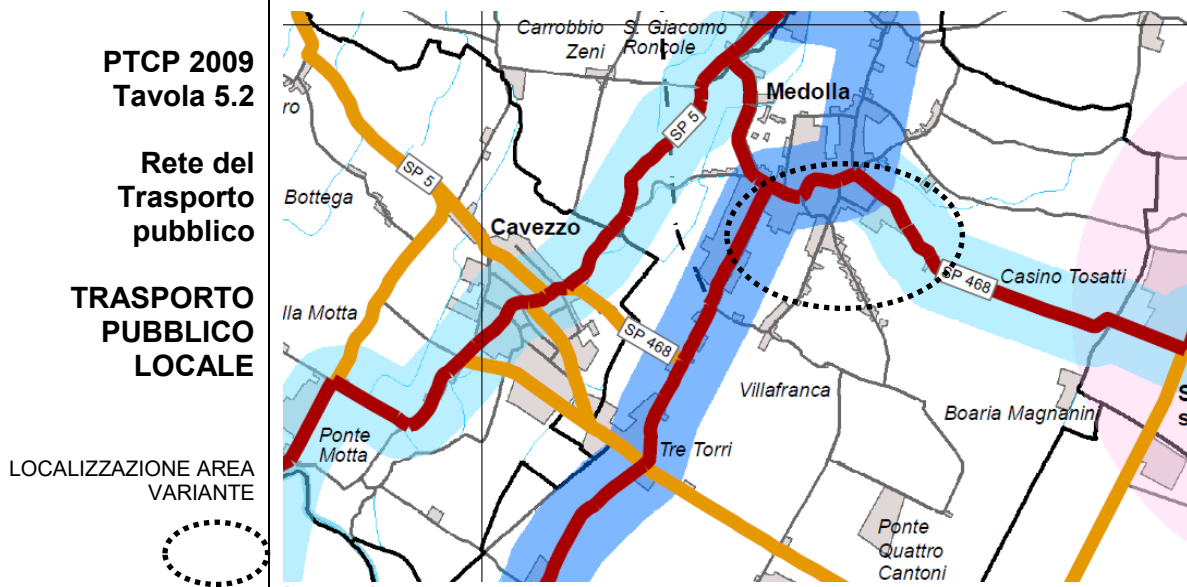 PTCP 2009
Tavola 5.2
Rete del
Trasporto
pubblico
TRASPORTO
PUBBLICO
LOCALE
LOCALIZZAZIONE AREA
VARIANTE
Carrobbio
Zeni
S. Giacomo
Roncole
Medolla
ro
SP 5
SP 5
Bottega
Cavezzo
SP 468
Casino Tosatti
lla Motta
SP 468
Villafranca
Boaria Magnanini
S
s
Ponte
Motta
Tre Torri
Ponte
Quattro
Cantoni